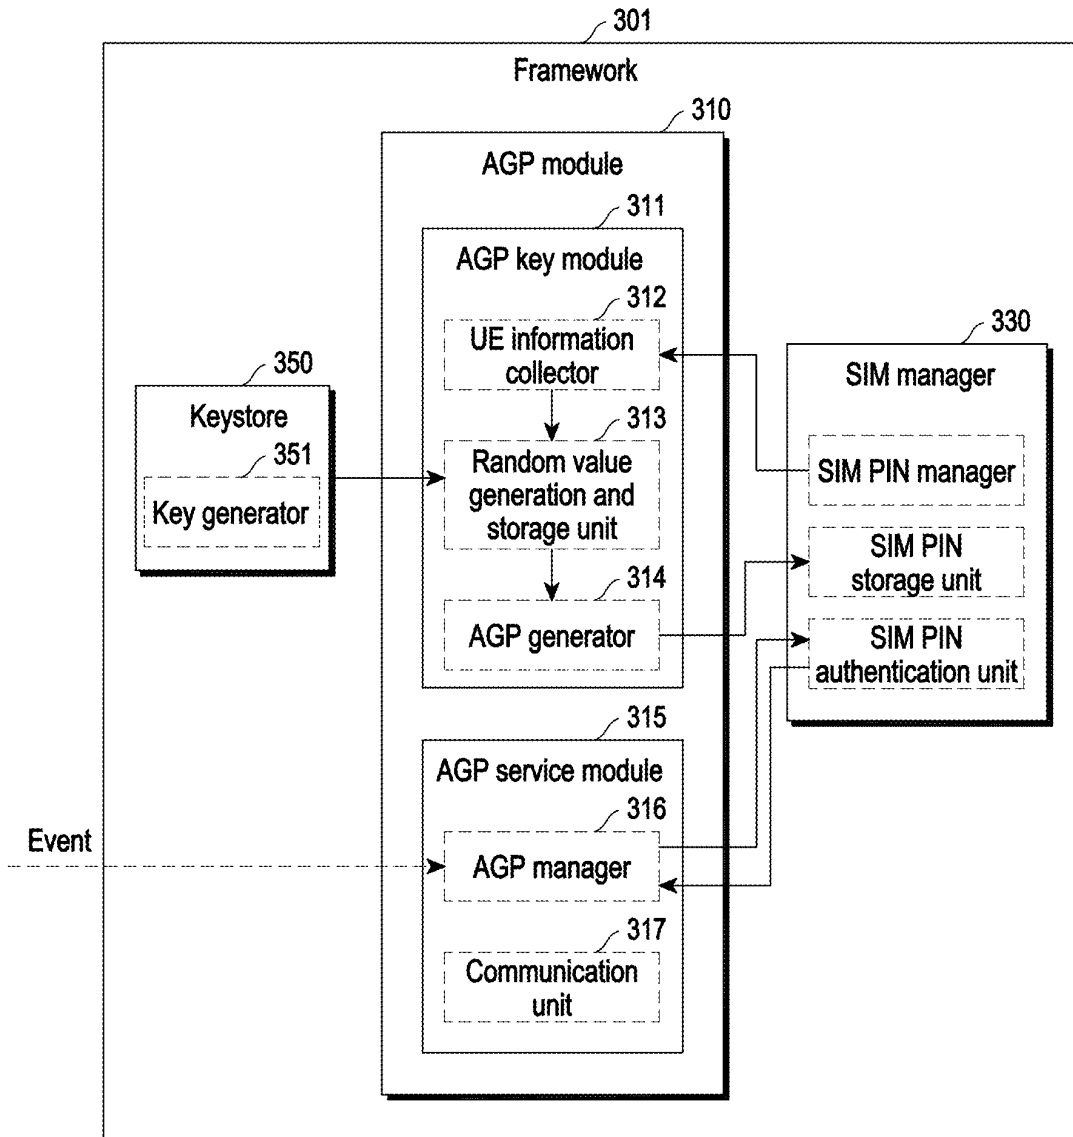 301
Framework
310
AGP module
311
AGP key module
312
UE information
collector
313
Random value
generation and
storage unit
314
AGP generator
350
Keystore
351
Key generator
330
SIM manager
SIM PIN manager
SIM PIN
storage unit
SIM PIN
authentication unit
315
AGP service module
316
AGP manager
317
Communication
unit
Event